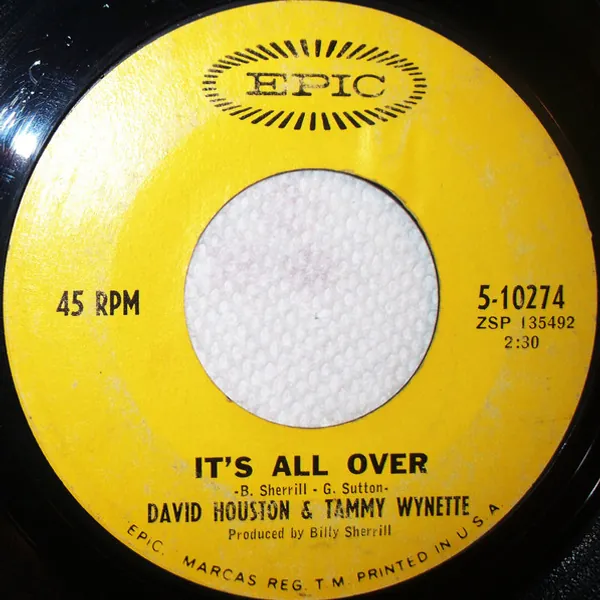 EPIC
45 RPM
5-10274
ZSP 135492
2:30
IT'S ALL OVER
-B. Sherrill - G. Sutton-
DAVID HOUSTON & TAMMY WYNETTE
Produced by Billy Sherrill
EPIC. MARCAS REG. T.M. PRINTED IN U.S.A.